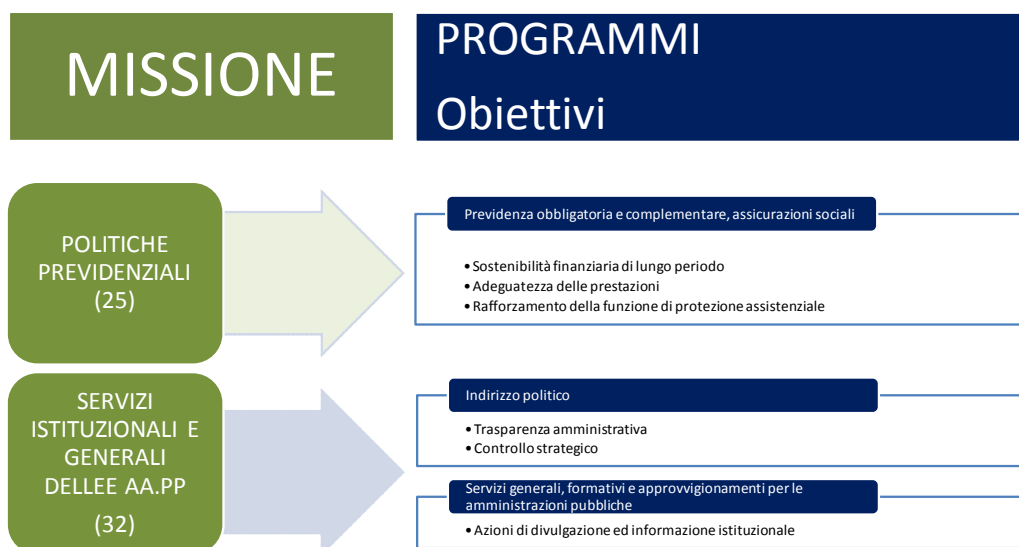 MISSIONE
PROGRAMMI
Obiettivi
POLITICHE
PREVIDENZIALI
(25)
Previdenza obbligatoria e complementare, assicurazioni sociali
• Sostenibilità finanziaria di lungo periodo
• Adeguatezza delle prestazioni
• Rafforzamento della funzione di protezione assistenziale
SERVIZI
ISTITUZIONALI E
GENERALI
DELLEE AA.PP
(32)
Indirizzo politico
• Trasparenza amministrativa
• Controllo strategico
Servizi generali, formativi e approvvigionamenti per le
amministrazioni pubbliche
• Azioni di divulgazione ed informazione istituzionale